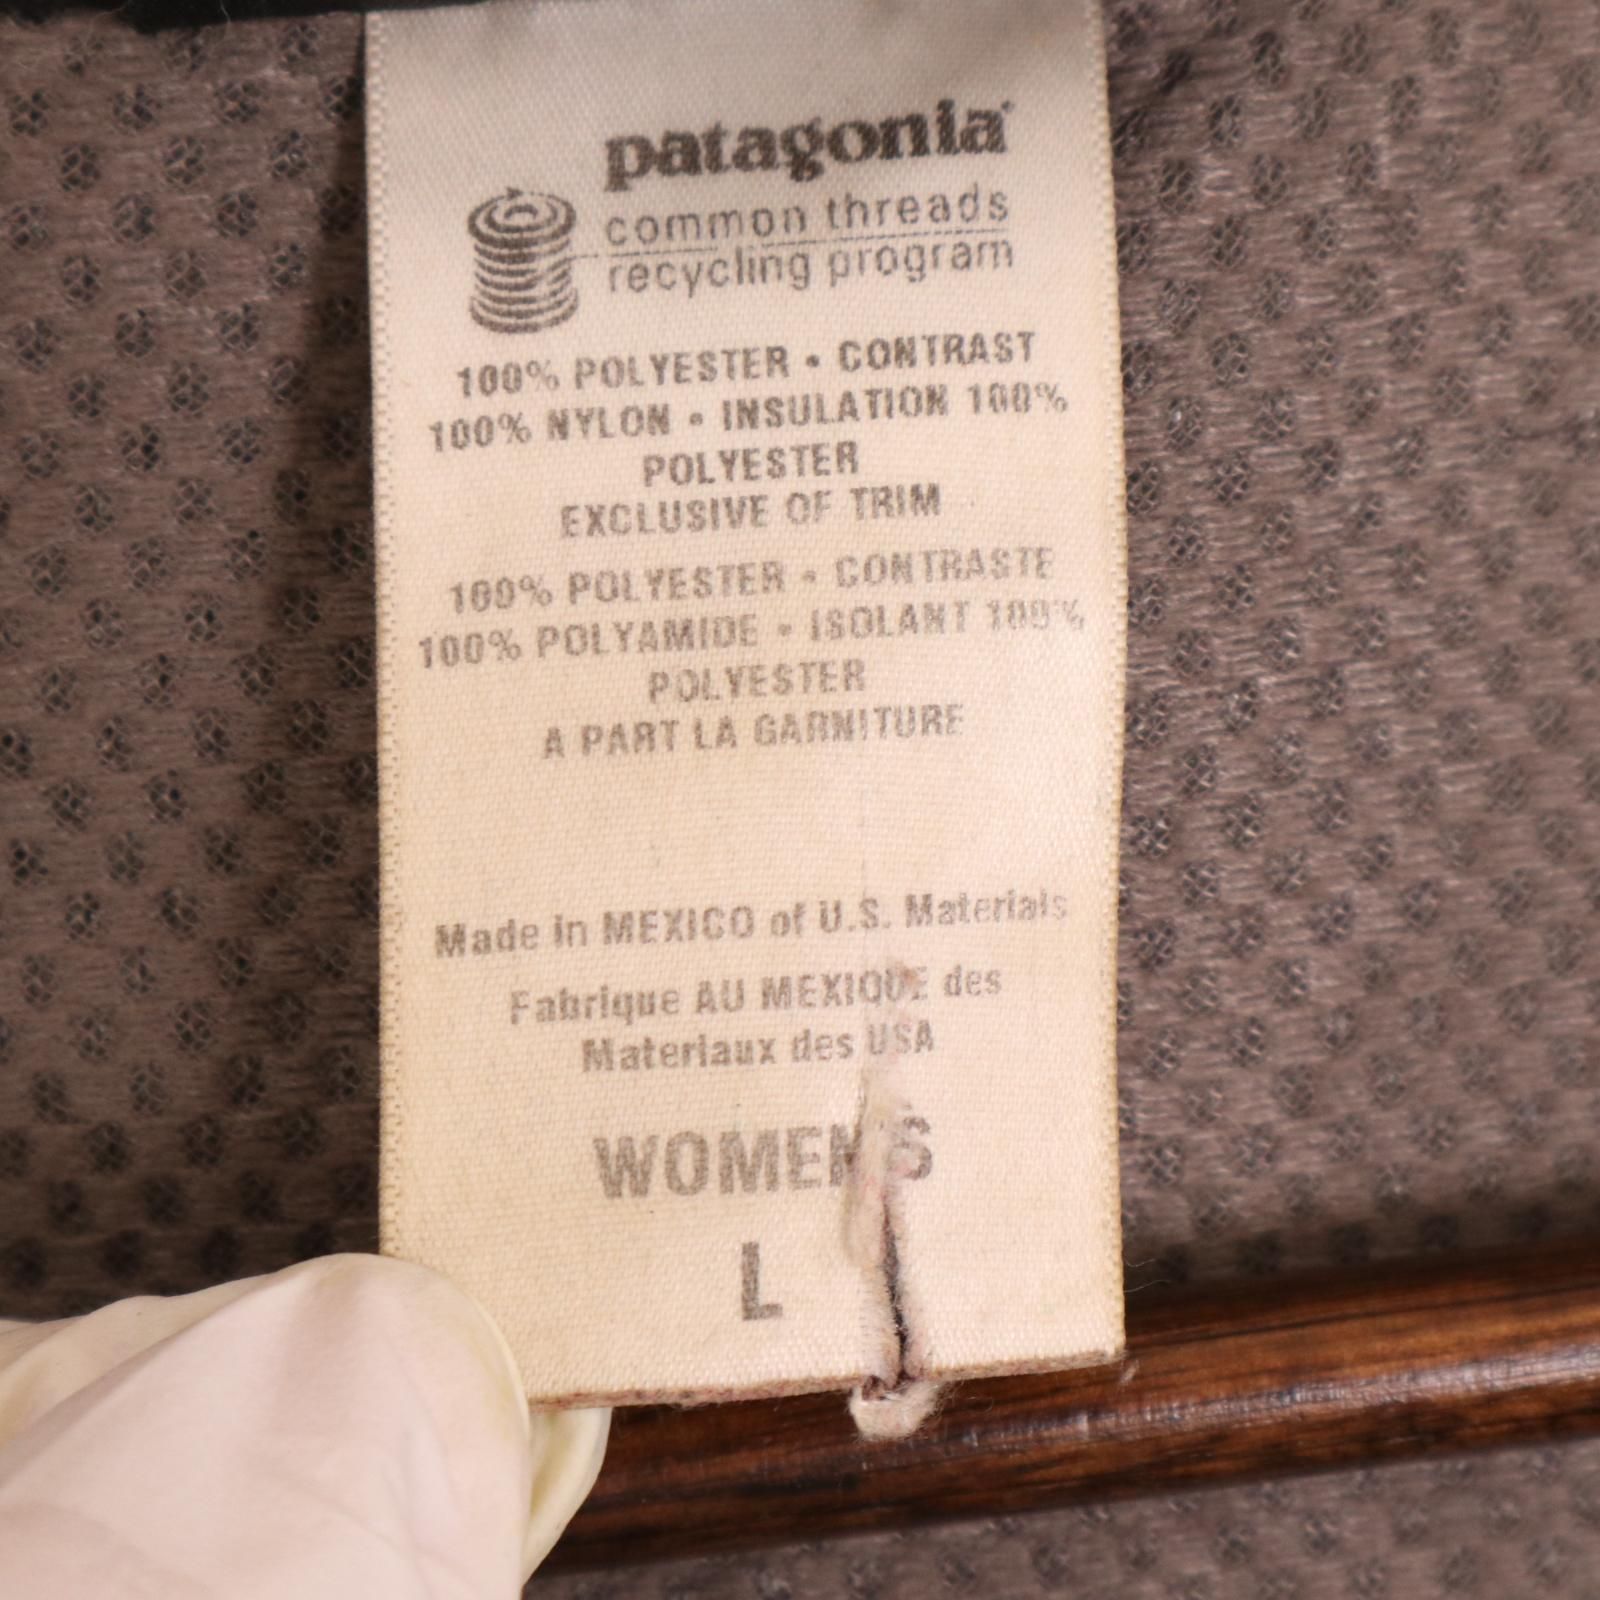 patagonia
common threads
recycling program
100% POLYESTER • CONTRAST
100% NYLON • INSULATION 100%
POLYESTER
EXCLUSIVE OF TRIM
100% POLYESTER • CONTRASTE
100% POLYAMIDE • ISOLANT 100%
POLYESTER
A PART LA GARNITURE
Made in MEXICO of U.S. Materials
Fabrique AU MEXIQUE des
Materiaux des USA
WOMEN'S
L